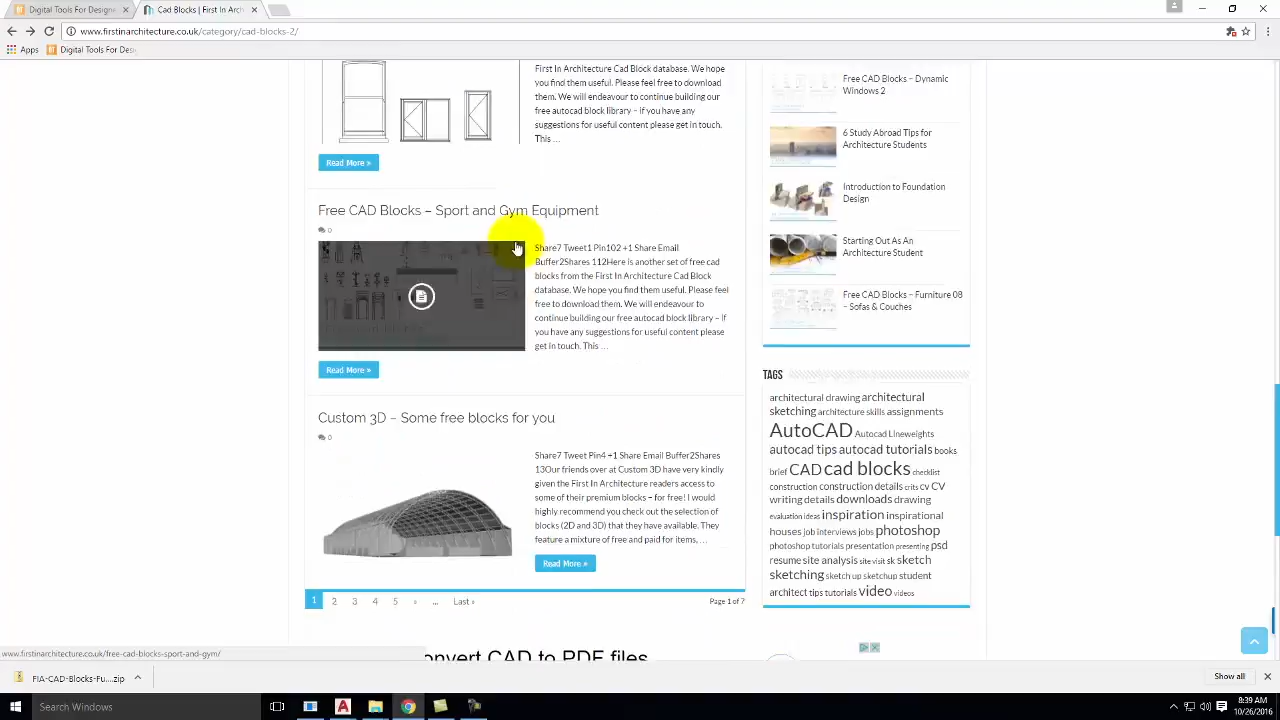 Digital Tools For Designers
Cad Blocks | First In Arch
www.firstinarchitecture.co.uk/category/cad-blocks-2/
Apps
Digital Tools For Des
First In Architecture Cad Block database. We hope
you find them useful. Please feel free to download
them. We will endeavour to continue building our
free autocad block library – if you have any
suggestions for useful content please get in touch.
This …
Read More »
Free CAD Blocks – Sport and Gym Equipment
0
Share7 Tweet1 Pin102 +1 Share Email
Buffer2Shares 112Here is another set of free cad
blocks from the First In Architecture Cad Block
database. We hope you find them useful. Please feel
free to download them. We will endeavour to
continue building our free autocad block library – if
you have any suggestions for useful content please
get in touch. This …
Read More »
Custom 3D – Some free blocks for you
0
Share7 Tweet Pin4 +1 Share Email Buffer2Shares
13Our friends over at Custom 3D have very kindly
given the First In Architecture readers access to
some of their premium blocks – for free! I would
highly recommend you check out the selection of
blocks (2D and 3D) that they have available. They
feature a mixture of free and paid for items, …
Read More »
1 2 3 4 5 » ... Last »
Page 1 of 7
Free CAD Blocks – Dynamic
Windows 2
6 Study Abroad Tips for
Architecture Students
Introduction to Foundation
Design
Starting Out As An
Architecture Student
Free CAD Blocks – Furniture 08
– Sofas & Couches
TAGS
architectural drawing architectural
sketching architecture skills assignments
AutoCAD Autocad LIneweights
autocad tips autocad tutorials books
brief CAD cad blocks checklist
construction construction details crits cv CV
writing details downloads drawing
evaluation ideas inspiration inspirational
houses job interviews jobs photoshop
photoshop tutorials presentation presenting psd
resume site analysis site visit sk sketch
sketching sketch up sketchup student
architect tips tutorials video videos
onvert CAD to PDF files
www.firstinarchitecture.co.uk/free-cad-blocks-sport-and-gym/
FIA-CAD-Blocks-Fu....zip
Show all
Search Windows
8:39 AM
10/26/2016